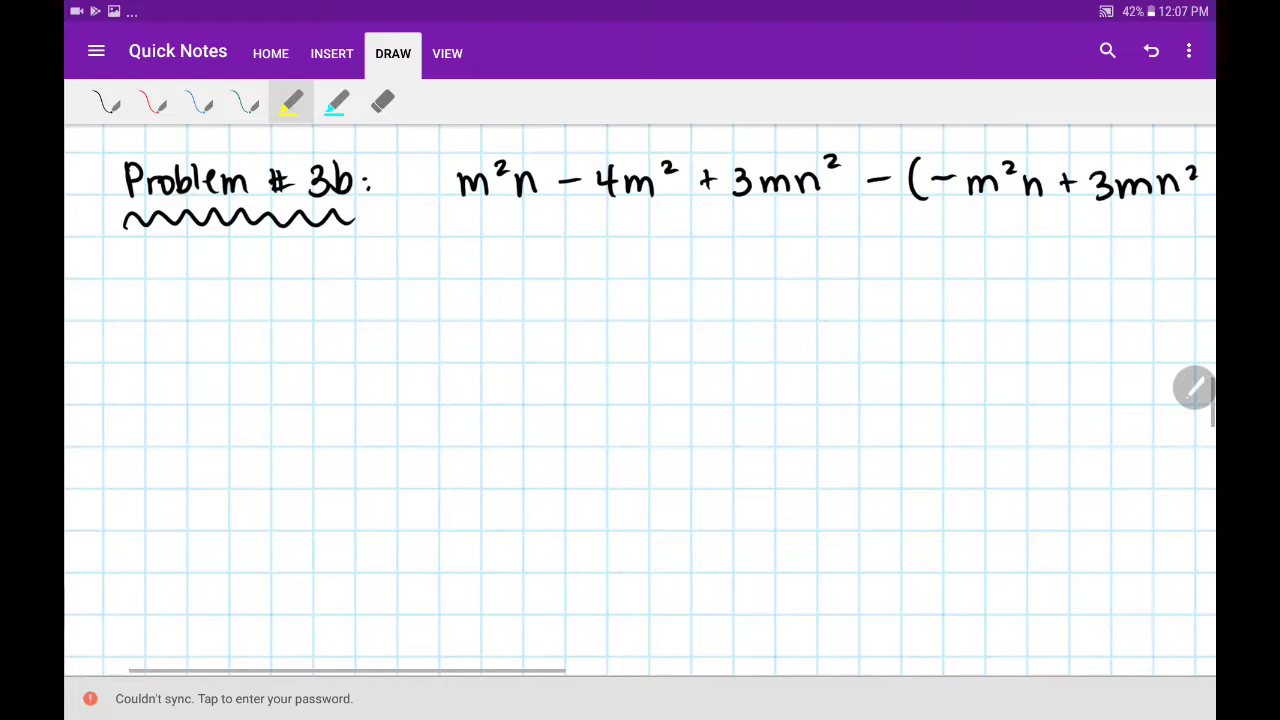 ... 42% 12:07 PM
Quick Notes HOME INSERT DRAW VIEW
Problem # 3b: m²n - 4m² + 3mn² - (-m²n + 3mn²
Couldn't sync. Tap to enter your password.